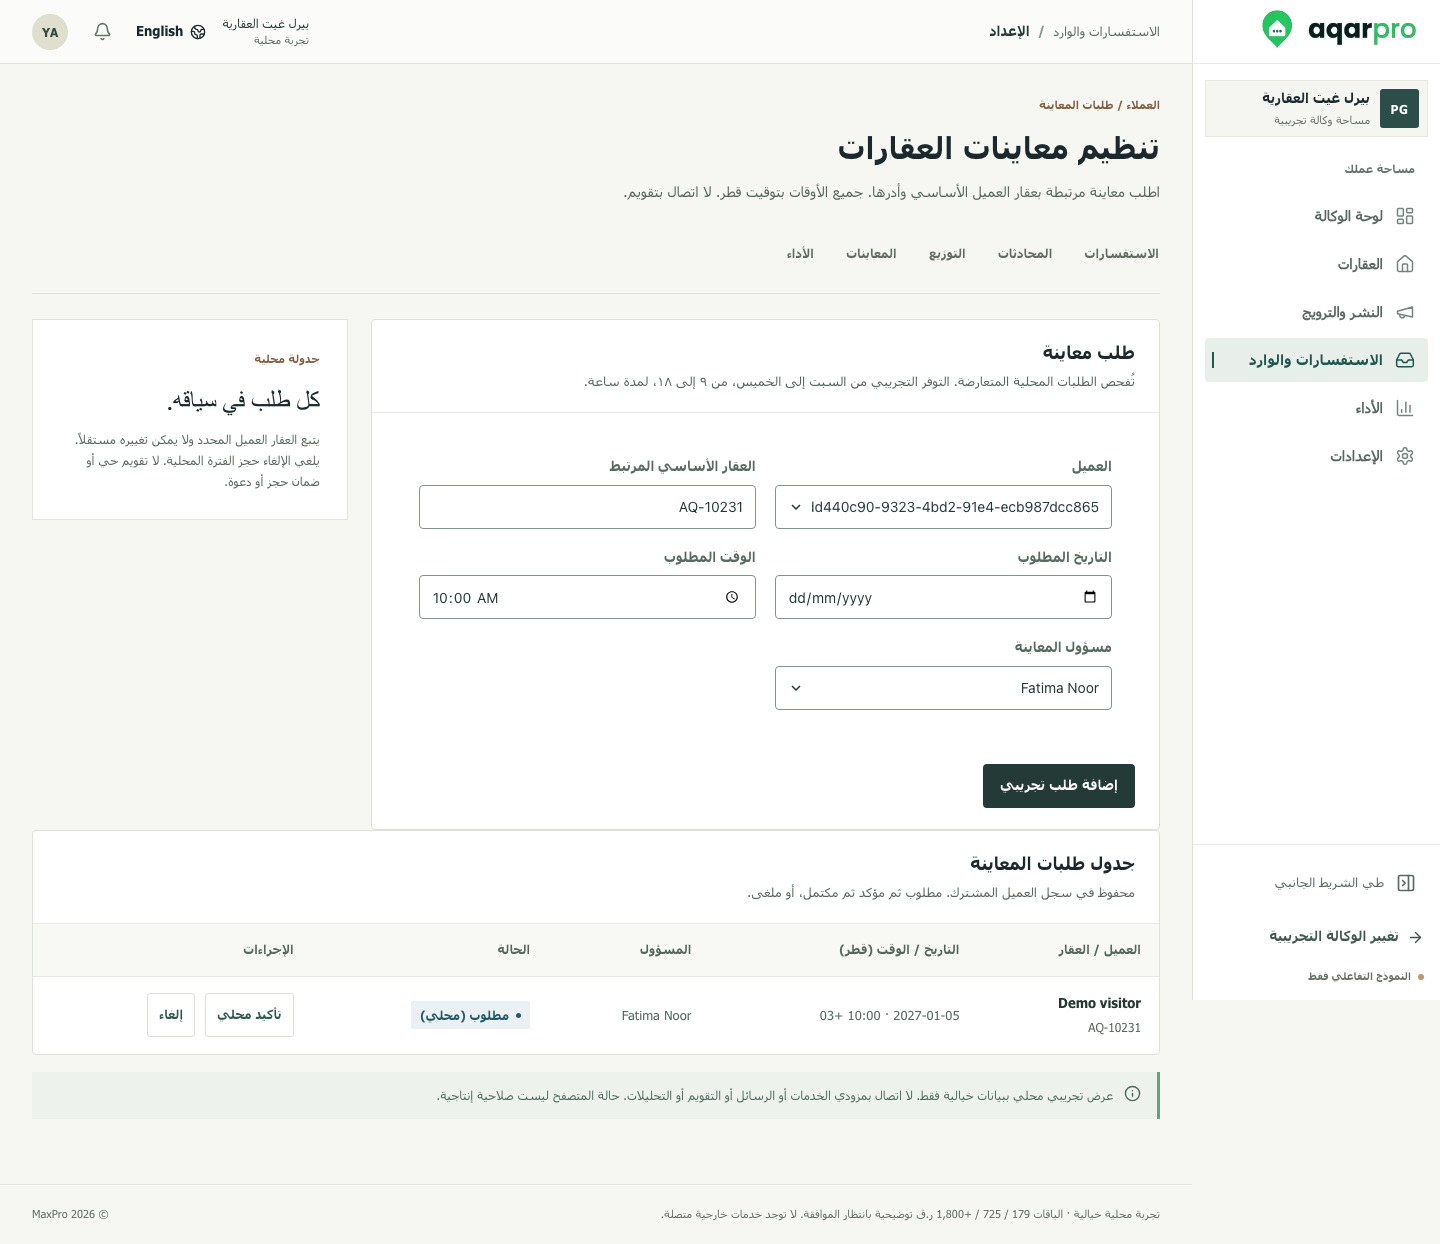 aqarpro
PG
بيرل غيت العقارية
مساحة وكالة تجريبية
مساحة عملك
لوحة الوكالة
العقارات
النشر والترويج
الاستفسارات والوارد
الأداء
الإعدادات
طي الشريط الجانبي
تغيير الوكالة التجريبية
النموذج التفاعلي فقط
الاستفسارات والوارد / الإعداد
بيرل غيت العقارية
تجربة محلية
English
YA
العملاء / طلبات المعاينة
تنظيم معاينات العقارات
اطلب معاينة مرتبطة بعقار العميل الأساسي وأدرها. جميع الأوقات بتوقيت قطر. لا اتصال بتقويم.
الاستفسارات
المحادثات
التوزيع
المعاينات
الأداء
طلب معاينة
تُفحص الطلبات المحلية المتعارضة. التوفر التجريبي من السبت إلى الخميس، من ٩ إلى ١٨، لمدة ساعة.
العميل
العقار الأساسي المرتبط
ld440c90-9323-4bd2-91e4-ecb987dcc865
AQ-10231
التاريخ المطلوب
الوقت المطلوب
dd/mm/yyyy
10:00 AM
مسؤول المعاينة
Fatima Noor
إضافة طلب تجريبي
جدولة محلية
كل طلب في سياقه.
يتبع العقار العميل المحدد ولا يمكن تغييره مستقلاً.
يلغي الإلغاء حجز الفترة المحلية. لا تقويم حي أو
ضمان حجز أو دعوة.
جدول طلبات المعاينة
محفوظ في سجل العميل المشترك. مطلوب ثم مؤكد ثم مكتمل، أو ملغى.
العميل / العقار
التاريخ / الوقت (قطر)
المسؤول
الحالة
الإجراءات
Demo visitor
AQ-10231
2027-01-05 · 10:00 +03
Fatima Noor
مطلوب (محلي)
تأكيد محلي
إلغاء
عرض تجريبي محلي ببيانات خيالية فقط. لا اتصال بمزودي الخدمات أو الرسائل أو التقويم أو التحليلات. حالة المتصفح ليست صلاحية إنتاجية.
تجربة محلية خيالية · الباقات 179 / 725 / +1,800 ر.ق توضيحية بانتظار الموافقة. لا توجد خدمات خارجية متصلة.
© 2026 MaxPro